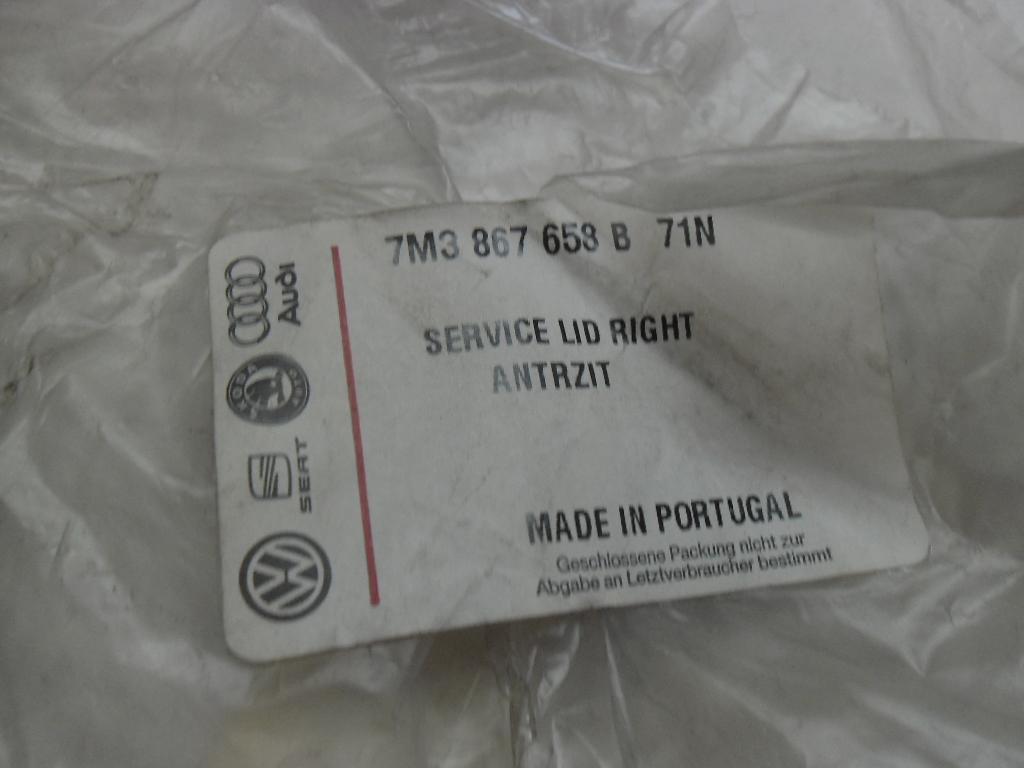 7M3 867 658 B 71N
SERVICE LID RIGHT
ANTRZIT
MADE IN PORTUGAL
Geschlossene Packung nicht zur
Abgabe an Letztverbraucher bestimmt
Audi
SKODA
SEAT